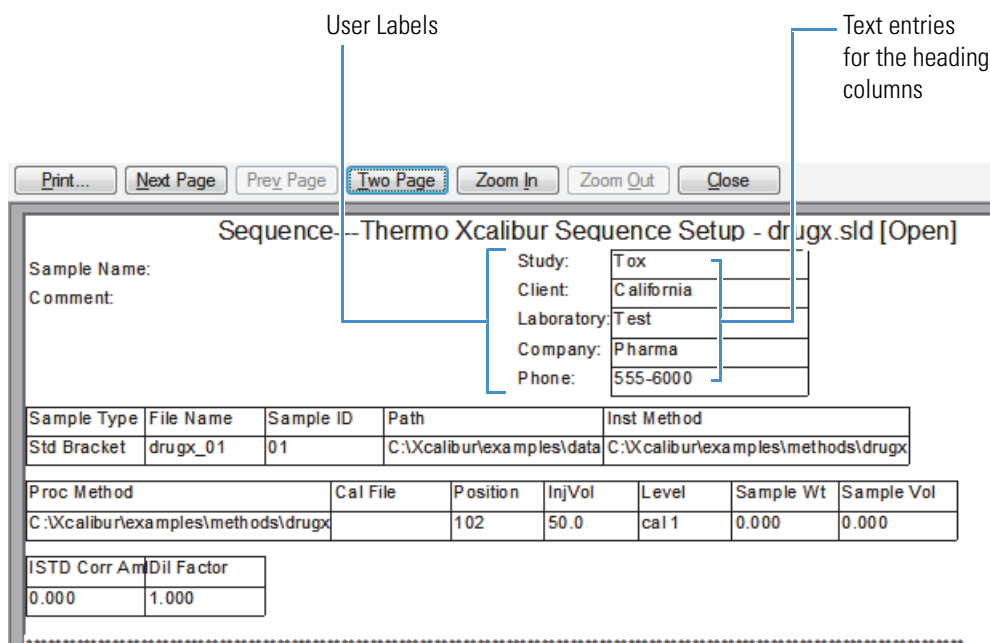 User Labels
Text entries
for the heading
columns
Print... Next Page Prev Page Two Page Zoom In Zoom Out Close
Sequence---Thermo Xcalibur Sequence Setup - drugx.sld [Open]
Sample Name:
Comment:
Study: Tox
Client: California
Laboratory: Test
Company: Pharma
Phone: 555-6000
Sample Type File Name Sample ID Path Inst Method
Std Bracket drugx_01 01 C:\Xcalibur\examples\data C:\Xcalibur\examples\methods\drugx
Proc Method Cal File Position InjVol Level Sample Wt Sample Vol
C:\Xcalibur\examples\methods\drugx 102 50.0 cal 1 0.000 0.000
ISTD Corr Am Dil Factor
0.000 1.000